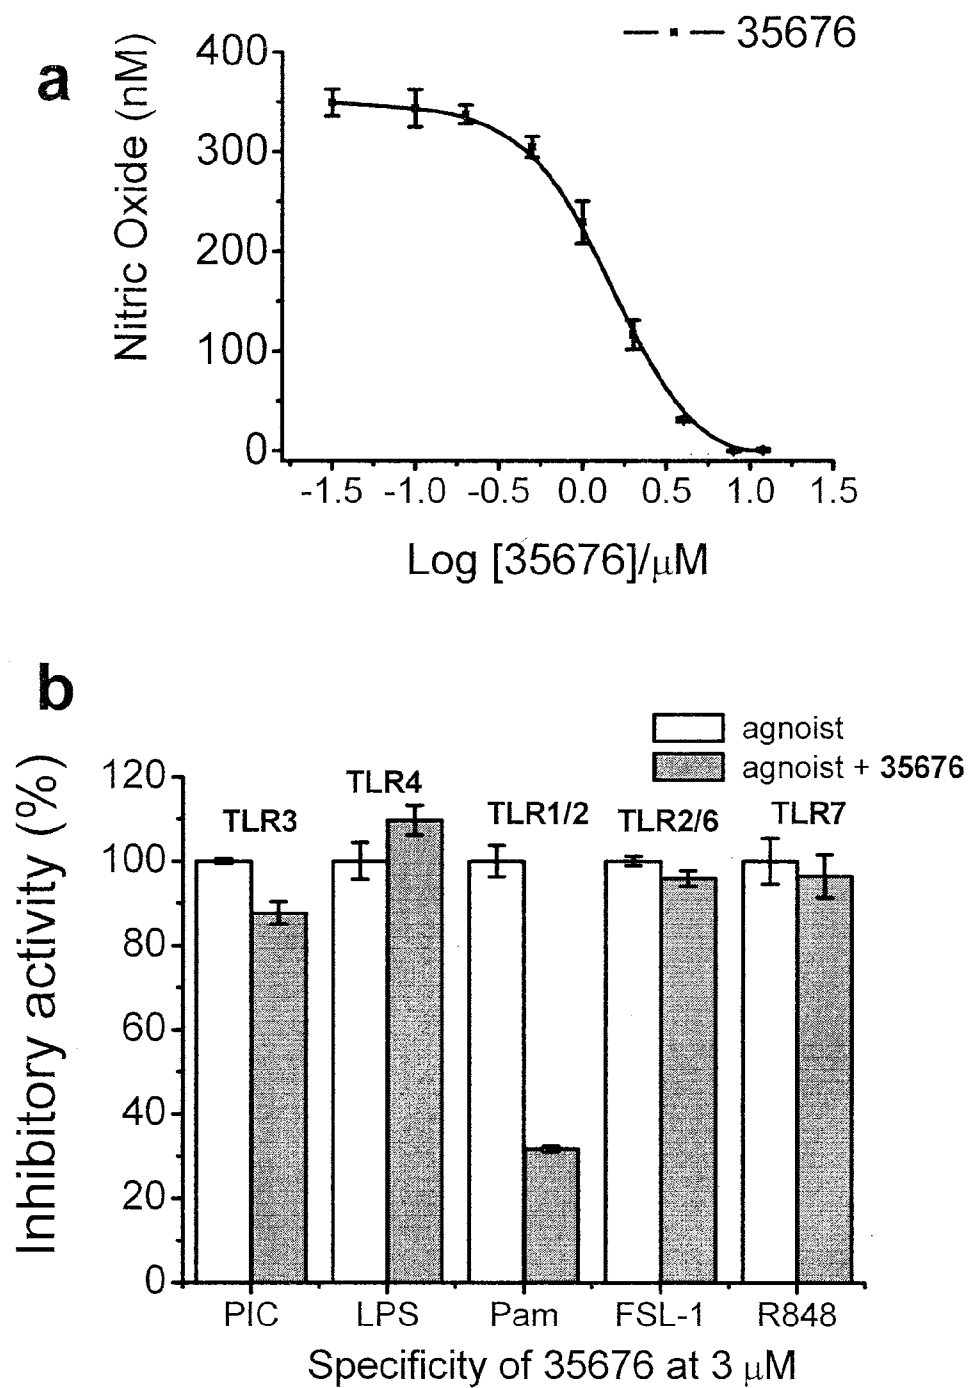 a
35676
Nitric Oxide (nM)
400
300
200
100
0
-1.5 -1.0 -0.5 0.0 0.5 1.0 1.5
Log [35676]/μM
b
agnoist
agnoist + 35676
Inhibitory activity (%)
120
100
80
60
40
20
0
TLR3 TLR4 TLR1/2 TLR2/6 TLR7
PIC LPS Pam FSL-1 R848
Specificity of 35676 at 3 μM